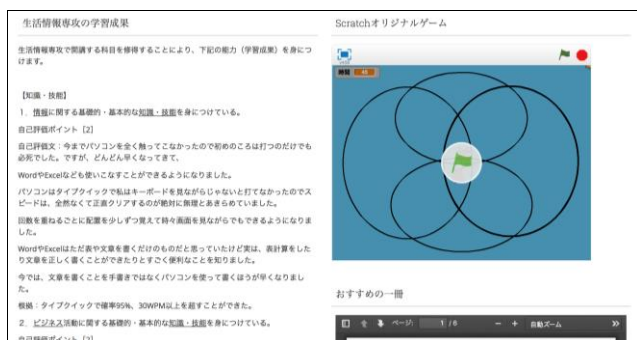 生活情報専攻の学習成果
生活情報専攻で開講する科目を修得することにより、下記の能力（学習成果）を身につ
けます。
【知識・技能】
１．情報に関する基礎的・基本的な知識・技能を身につけている。
自己評価ポイント［2］
自己評価文：今までパソコンを全く触ってこなかったので初めのころは打つのだけでも
必死でした。ですが、どんどん早くなってきて、
WordやExcelなども使いこなすことができるようになりました。
パソコンはタイプクイックで私はキーボードを見ながらじゃないと打てなかったのでス
ピードは、全然なくて正直クリアするのが絶対に無理とあきらめていました。
回数を重ねるごとに配置を少しずつ覚えて時々画面を見ながらでもできるようになりま
した。
WordやExcelはただ表や文章を書くだけのものだと思っていたけど実は、表計算をした
り文章を正しく書くことができたりとすごく便利なことを知りました。
今では、文章を書くことを手書きではなくパソコンを使って書くほうが早くなりまし
た。
根拠：タイプクイックで確率95%、30WPM以上を超すことができた。
２．ビジネス活動に関する基礎的・基本的な知識・技能を身につけている。
自己評価ポイント［2］
Scratchオリジナルゲーム
時間
おすすめの一冊
ページ: 1 / 6 － ＋ 自動ズーム